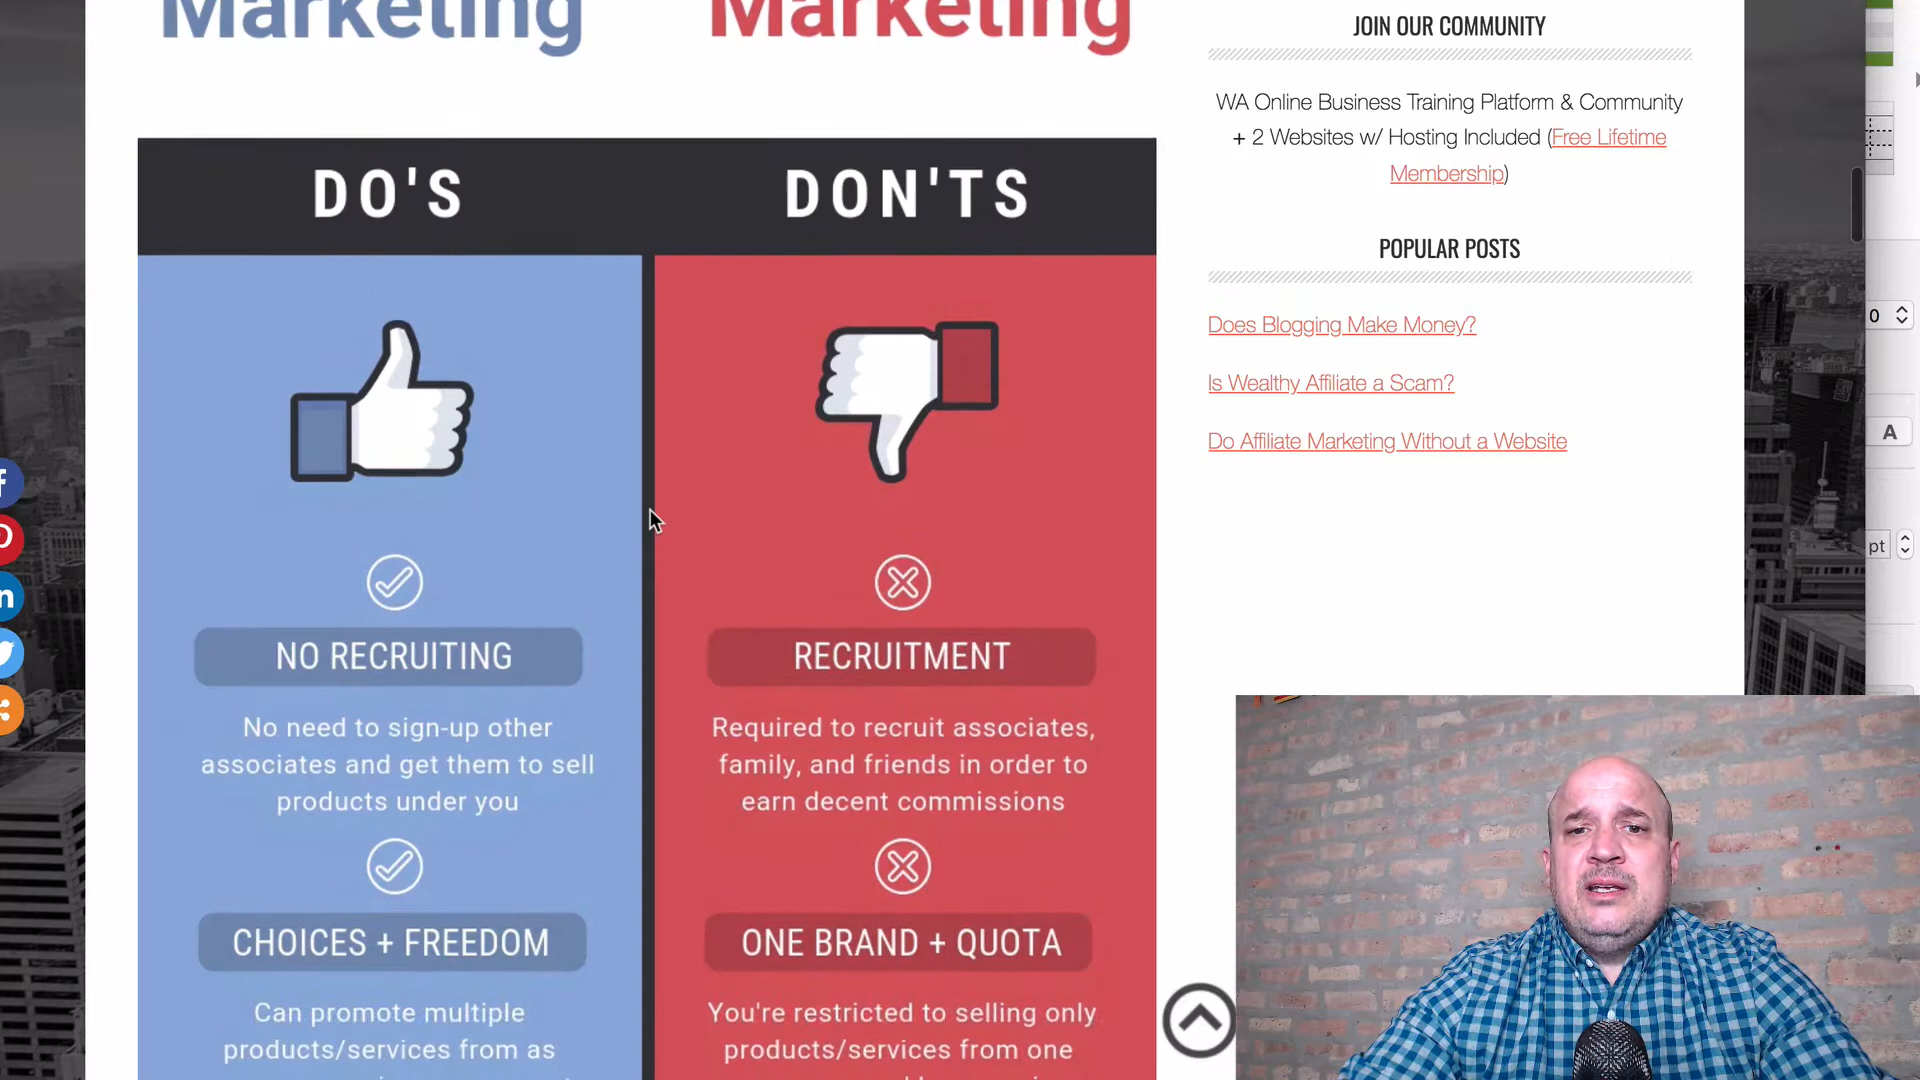 Marketing
Marketing
DO'S
DON'TS
NO RECRUITING
No need to sign-up other
associates and get them to sell
products under you
CHOICES + FREEDOM
Can promote multiple
products/services from as
RECRUITMENT
Required to recruit associates,
family, and friends in order to
earn decent commissions
ONE BRAND + QUOTA
You're restricted to selling only
products/services from one
JOIN OUR COMMUNITY
WA Online Business Training Platform & Community
+ 2 Websites w/ Hosting Included (Free Lifetime
Membership)
POPULAR POSTS
Does Blogging Make Money?
Is Wealthy Affiliate a Scam?
Do Affiliate Marketing Without a Website
0
A
pt